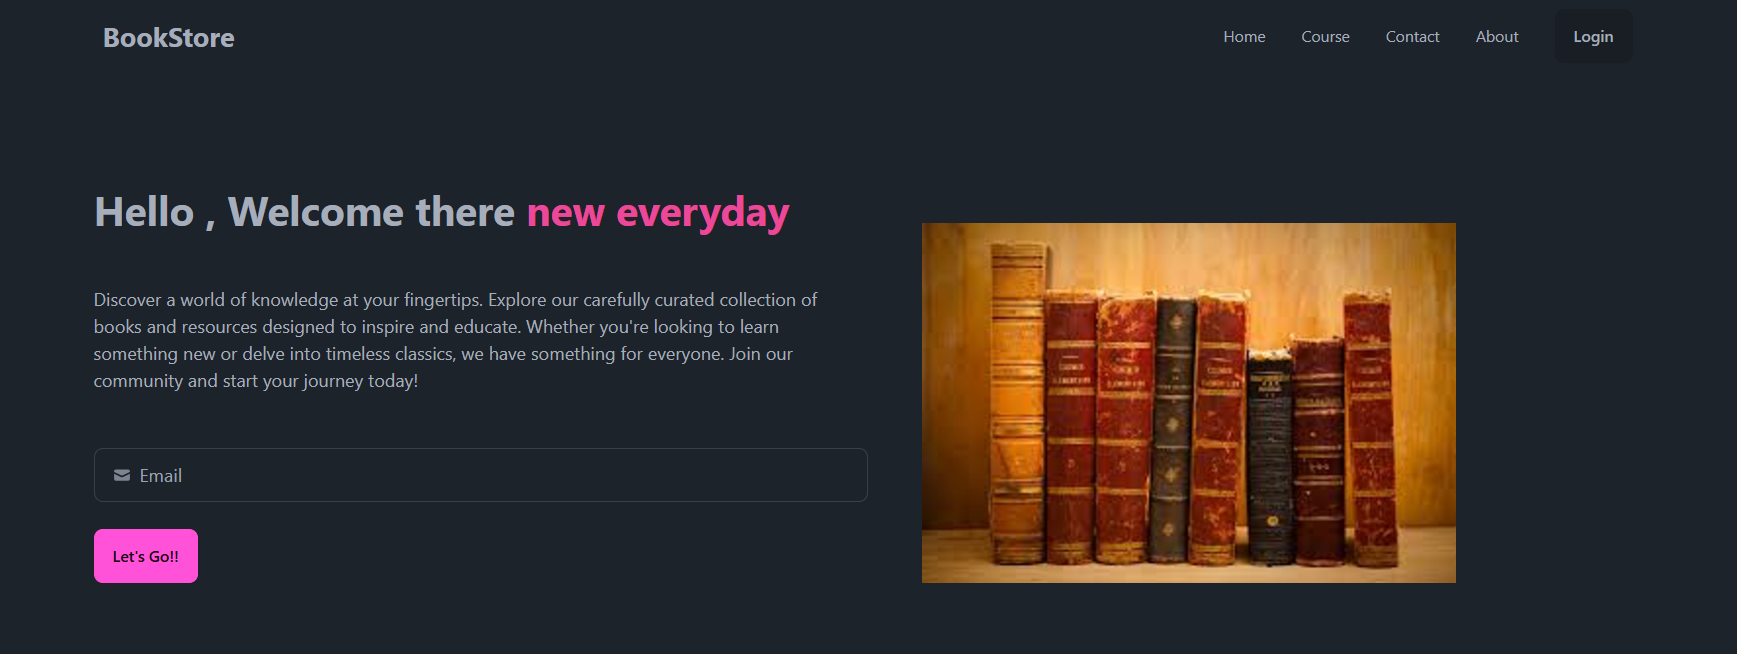 BookStore
Home Course Contact About Login
Hello , Welcome there new everyday
Discover a world of knowledge at your fingertips. Explore our carefully curated collection of
books and resources designed to inspire and educate. Whether you're looking to learn
something new or delve into timeless classics, we have something for everyone. Join our
community and start your journey today!
Email
Let's Go!!